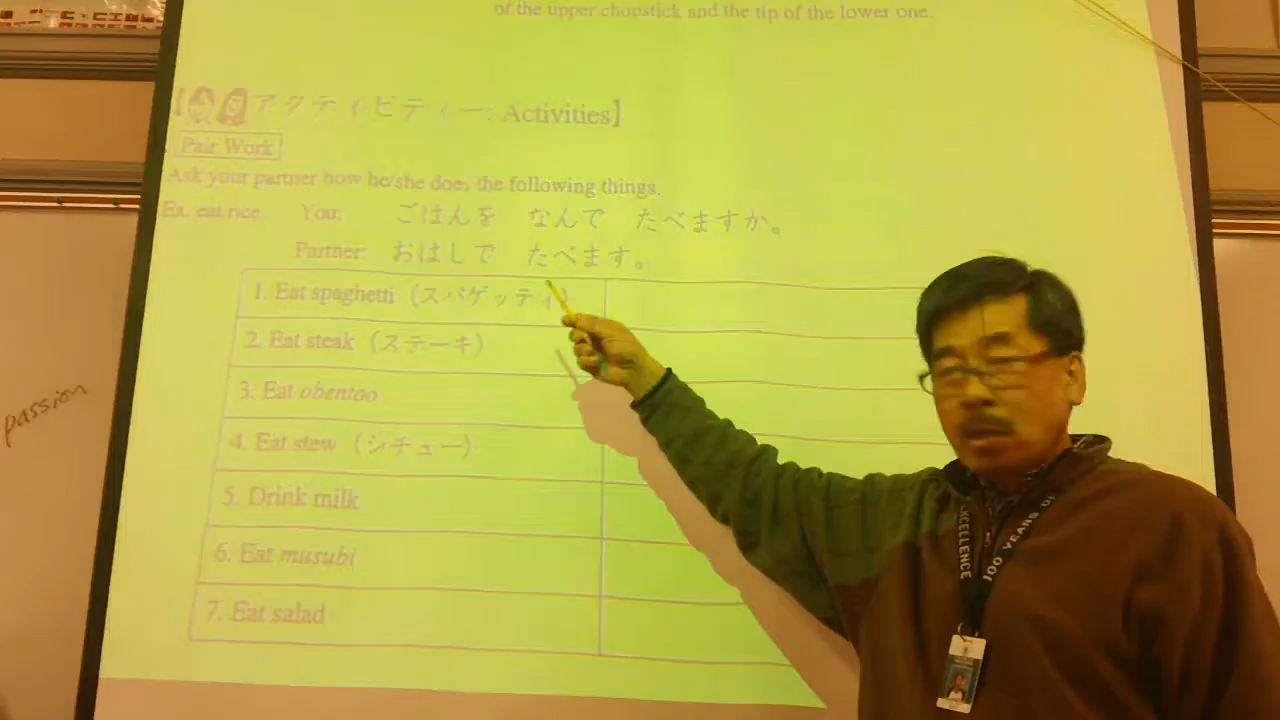 of the upper chopstick and the tip of the lower one.
【アクティビティー: Activities】
Pair Work
Ask your partner how he/she does the following things.
Ex. eat rice. You: ごはんを なんで たべますか。
Partner: おはしで たべます。
1. Eat spaghetti (スパゲッティ)
2. Eat steak (ステーキ)
3. Eat obentoo
4. Eat stew (シチュー)
5. Drink milk
6. Eat musubi
7. Eat salad
passion
EXCELLENCE
100 YEARS OF